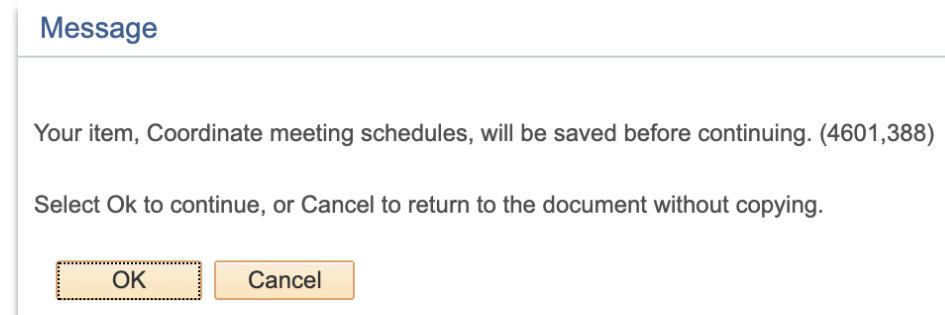 Message
Your item, Coordinate meeting schedules, will be saved before continuing. (4601,388)
Select Ok to continue, or Cancel to return to the document without copying.
OK Cancel